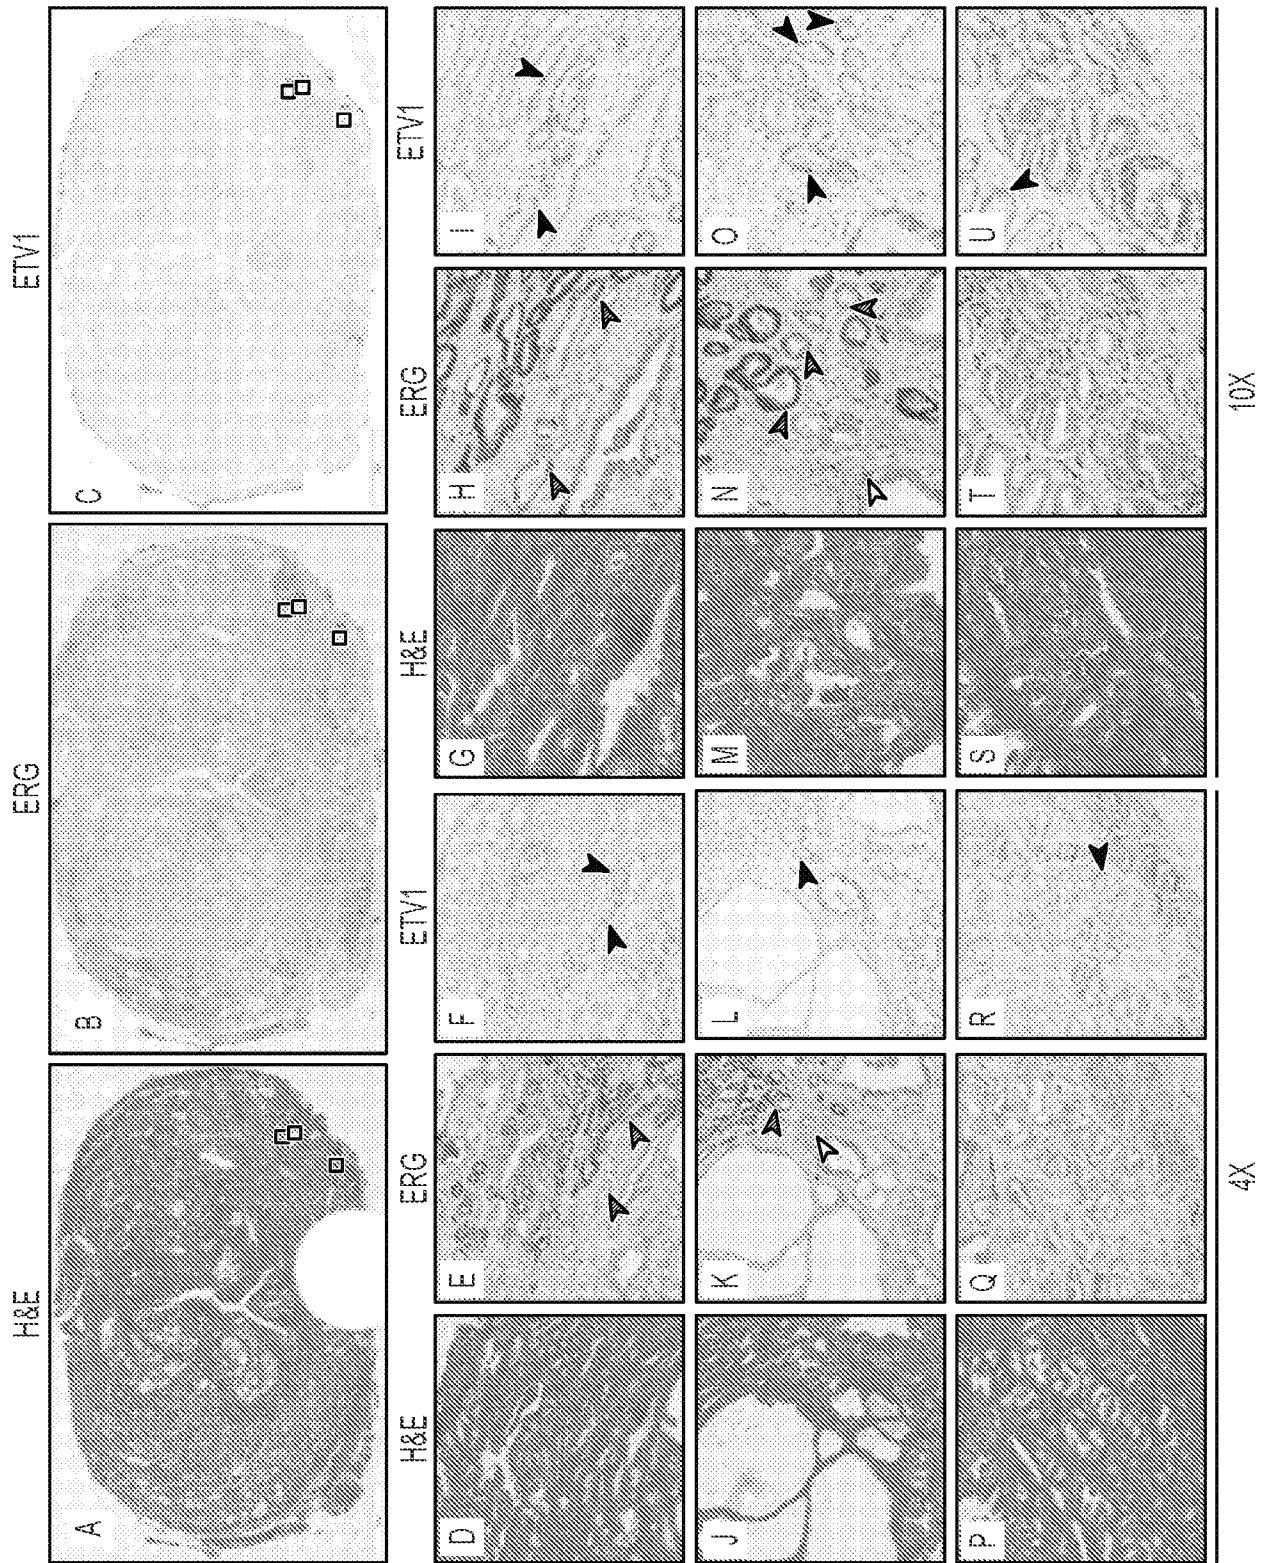 H&E ERG ETV1
A B C
H&E ERG ETV1 H&E ERG ETV1
D E F G H I
J K L M N O
P Q R S T U
4X 10X